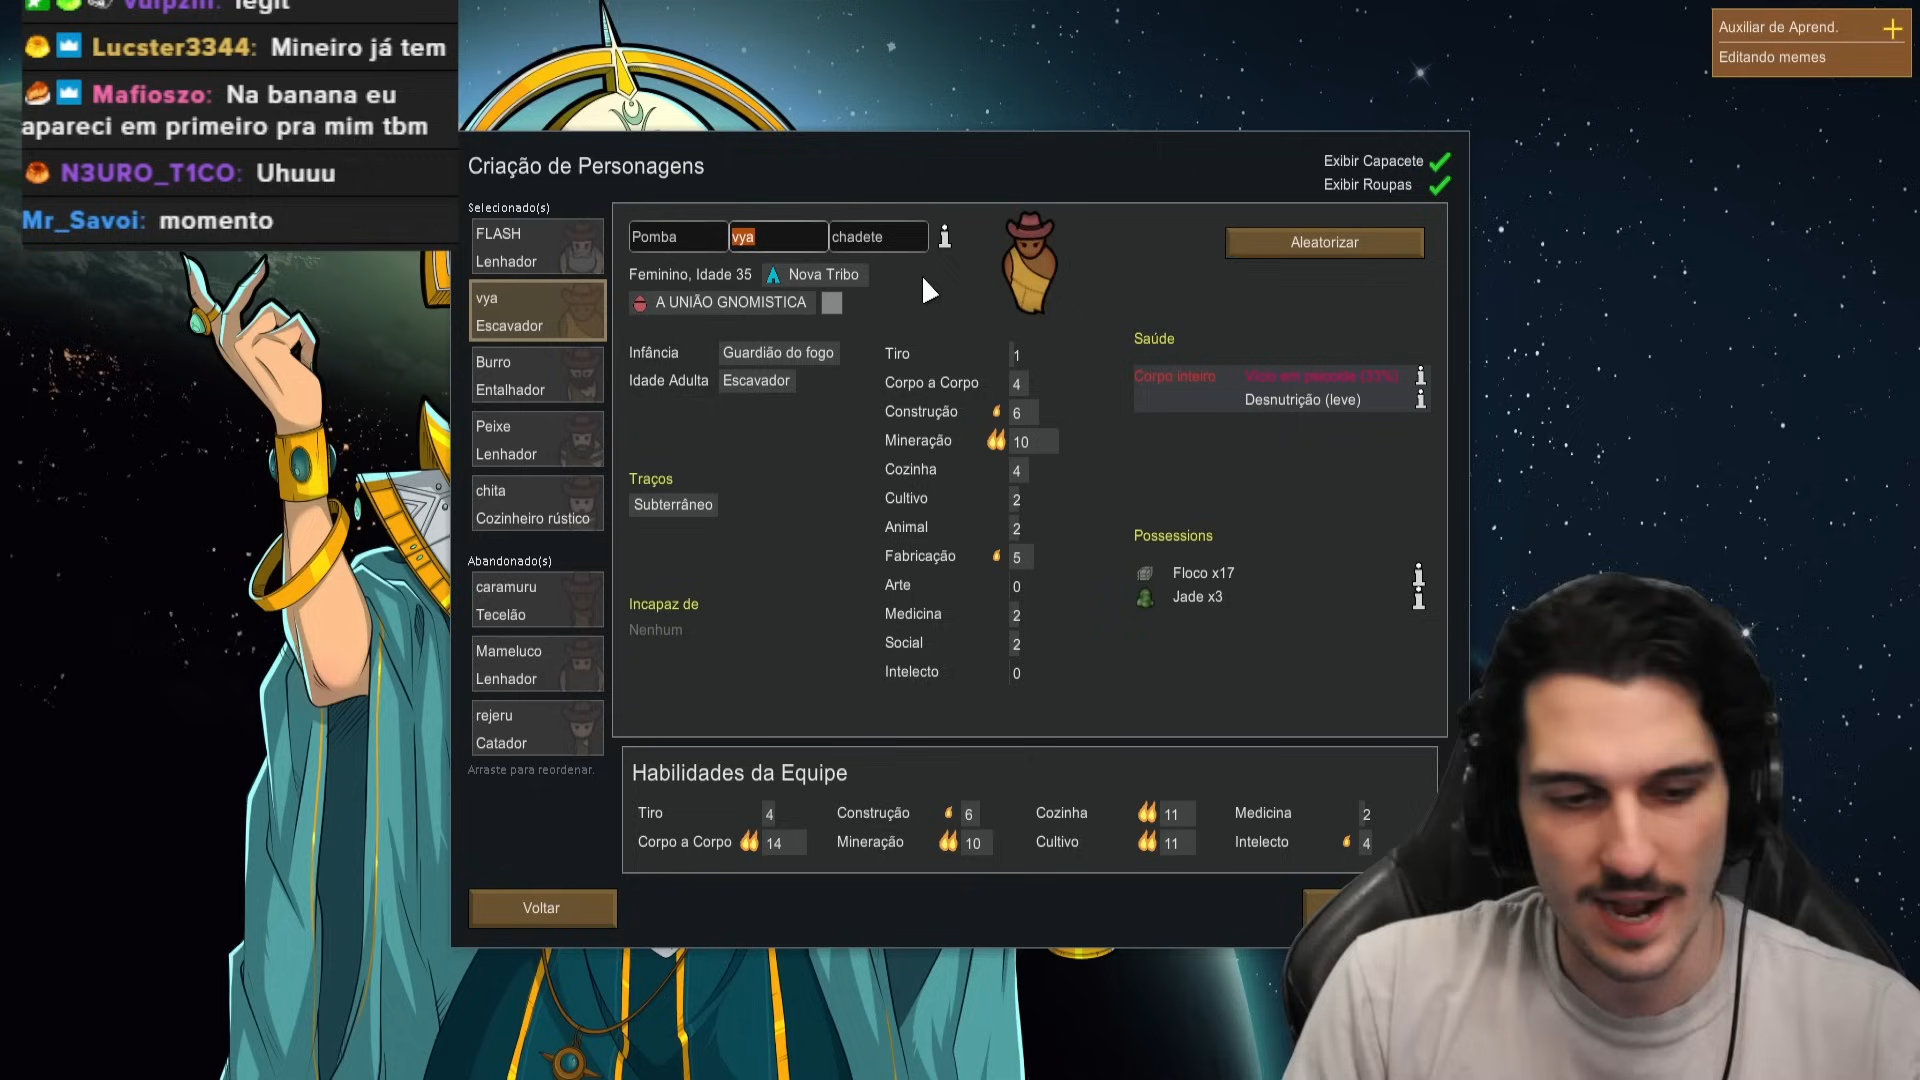 Vulpzin: legit
Lucster3344: Mineiro já tem
Mafioszo: Na banana eu
apareci em primeiro pra mim tbm
N3URO_T1CO: Uhuuu
Mr_Savoi: momento
Auxiliar de Aprend.
Editando memes
Criação de Personagens
Exibir Capacete
Exibir Roupas
Selecionado(s)
FLASH
Lenhador
vya
Escavador
Burro
Entalhador
Peixe
Lenhador
chita
Cozinheiro rústico
Abandonado(s)
caramuru
Tecelão
Mameluco
Lenhador
rejeru
Catador
Arraste para reordenar.
Pomba vya chadete
Aleatorizar
Feminino, Idade 35 Nova Tribo
A UNIÃO GNOMISTICA
Infância Guardião do fogo
Idade Adulta Escavador
Traços
Subterrâneo
Incapaz de
Nenhum
Tiro 1
Corpo a Corpo 4
Construção 6
Mineração 10
Cozinha 4
Cultivo 2
Animal 2
Fabricação 5
Arte 0
Medicina 2
Social 2
Intelecto 0
Saúde
Corpo inteiro
Desnutrição (leve)
Possessions
Floco x17
Jade x3
Habilidades da Equipe
Tiro 4 Construção 6 Cozinha 11 Medicina 2
Corpo a Corpo 14 Mineração 10 Cultivo 11 Intelecto 4
Voltar